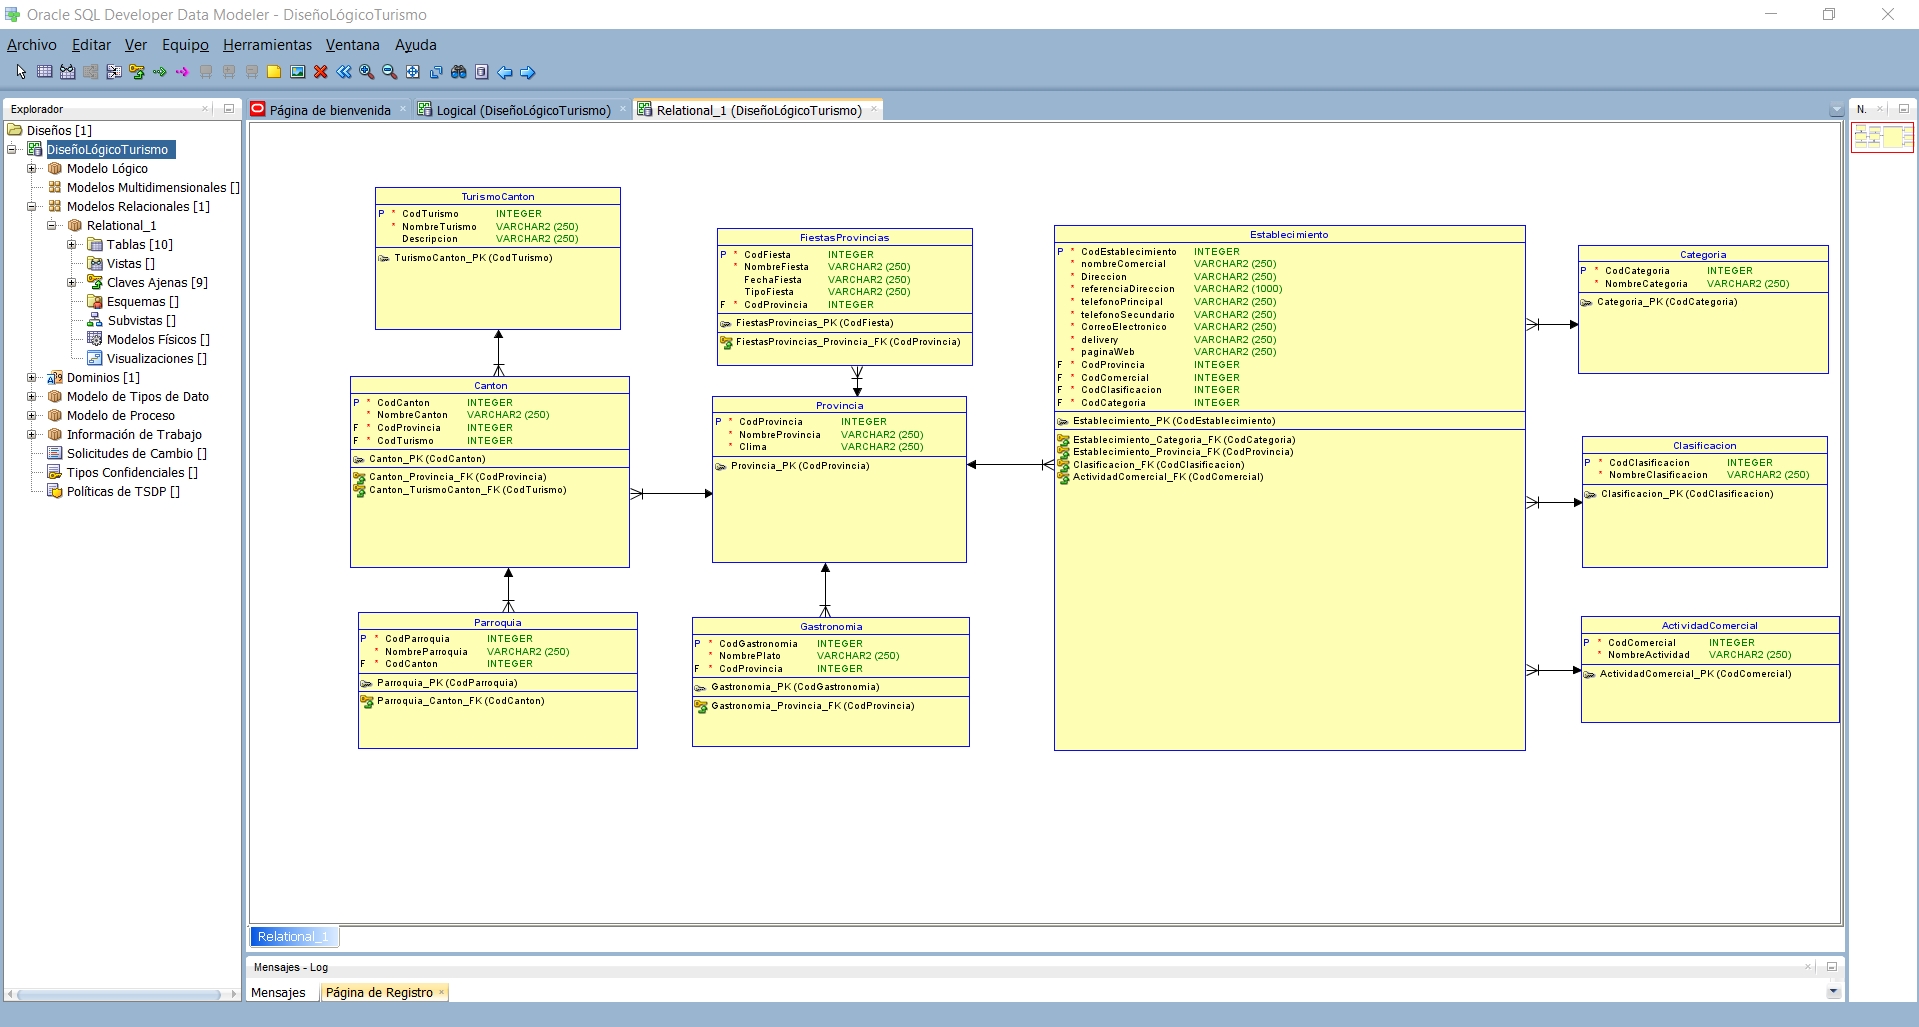 Oracle SQL Developer Data Modeler - DiseñoLógicoTurismo
Archivo Editar Ver Equipo Herramientas Ventana Ayuda
Explorador
Diseños [1]
DiseñoLógicoTurismo
Modelo Lógico
Modelos Multidimensionales []
Modelos Relacionales [1]
Relational_1
Tablas [10]
Vistas []
Claves Ajenas [9]
Esquemas []
Subvistas []
Modelos Físicos []
Visualizaciones []
Dominios [1]
Modelo de Tipos de Dato
Modelo de Proceso
Información de Trabajo
Solicitudes de Cambio []
Tipos Confidenciales []
Políticas de TSDP []
Página de bienvenida
Logical (DiseñoLógicoTurismo)
Relational_1 (DiseñoLógicoTurismo)
N.
TurismoCanton
P * CodTurismo INTEGER
* NombreTurismo VARCHAR2 (250)
Descripcion VARCHAR2 (250)
TurismoCanton_PK (CodTurismo)
FiestasProvincias
P * CodFiesta INTEGER
* NombreFiesta VARCHAR2 (250)
FechaFiesta VARCHAR2 (250)
TipoFiesta VARCHAR2 (250)
F * CodProvincia INTEGER
FiestasProvincias_PK (CodFiesta)
FiestasProvincias_Provincia_FK (CodProvincia)
Canton
P * CodCanton INTEGER
* NombreCanton VARCHAR2 (250)
F * CodProvincia INTEGER
F * CodTurismo INTEGER
Canton_PK (CodCanton)
Canton_Provincia_FK (CodProvincia)
Canton_TurismoCanton_FK (CodTurismo)
Provincia
P * CodProvincia INTEGER
* NombreProvincia VARCHAR2 (250)
* Clima VARCHAR2 (250)
Provincia_PK (CodProvincia)
Parroquia
P * CodParroquia INTEGER
* NombreParroquia VARCHAR2 (250)
F * CodCanton INTEGER
Parroquia_PK (CodParroquia)
Parroquia_Canton_FK (CodCanton)
Gastronomia
P * CodGastronomia INTEGER
* NombrePlato VARCHAR2 (250)
F * CodProvincia INTEGER
Gastronomia_PK (CodGastronomia)
Gastronomia_Provincia_FK (CodProvincia)
Establecimiento
P * CodEstablecimiento INTEGER
* nombreComercial VARCHAR2 (250)
* Direccion VARCHAR2 (250)
* referenciaDireccion VARCHAR2 (1000)
* telefonoPrincipal VARCHAR2 (250)
* telefonoSecundario VARCHAR2 (250)
* CorreoElectronico VARCHAR2 (250)
* delivery VARCHAR2 (250)
* paginaWeb VARCHAR2 (250)
F * CodProvincia INTEGER
F * CodComercial INTEGER
F * CodClasificacion INTEGER
F * CodCategoria INTEGER
Establecimiento_PK (CodEstablecimiento)
Establecimiento_Categoria_FK (CodCategoria)
Establecimiento_Provincia_FK (CodProvincia)
Clasificacion_FK (CodClasificacion)
ActividadComercial_FK (CodComercial)
Categoria
P * CodCategoria INTEGER
* NombreCategoria VARCHAR2 (250)
Categoria_PK (CodCategoria)
Clasificacion
P * CodClasificacion INTEGER
* NombreClasificacion VARCHAR2 (250)
Clasificacion_PK (CodClasificacion)
ActividadComercial
P * CodComercial INTEGER
* NombreActividad VARCHAR2 (250)
ActividadComercial_PK (CodComercial)
Relational_1
Mensajes - Log
Mensajes
Página de Registro